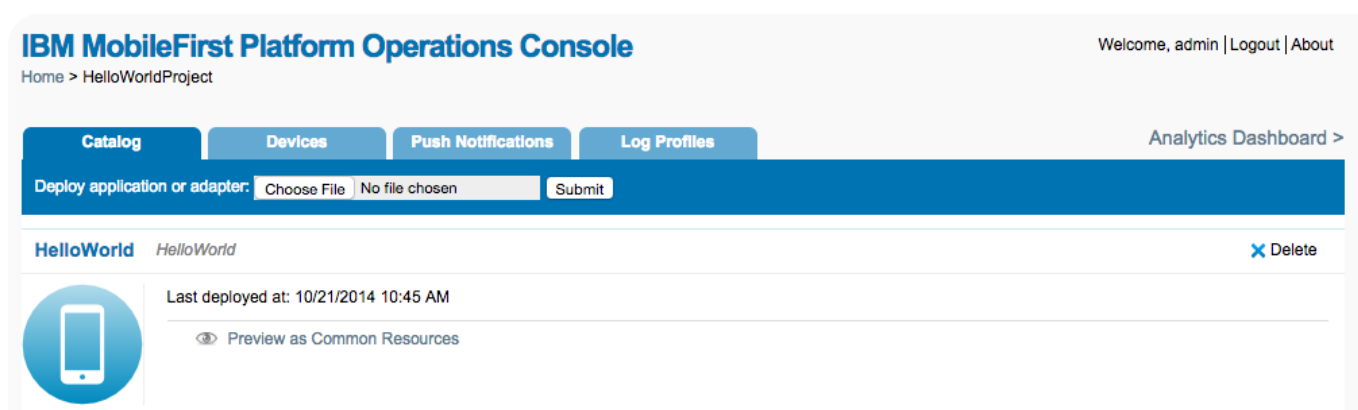 IBM MobileFirst Platform Operations Console
Welcome, admin | Logout | About
Home > HelloWorldProject
Catalog Devices Push Notifications Log Profiles Analytics Dashboard >
Deploy application or adapter: Choose File No file chosen Submit
HelloWorld HelloWorld Delete
Last deployed at: 10/21/2014 10:45 AM
Preview as Common Resources